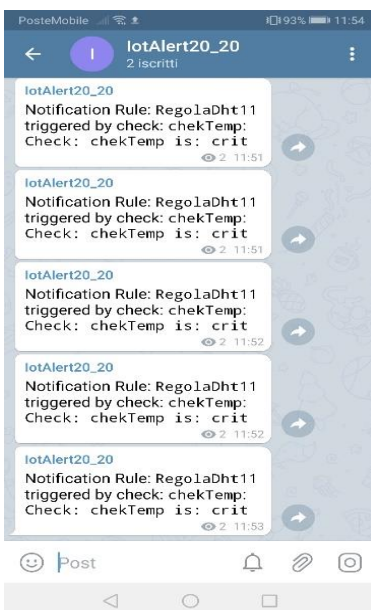 PosteMobile 93% 11:54
I
IotAlert20_20
2 iscritti
IotAlert20_20
Notification Rule: RegolaDht11
triggered by check: chekTemp:
Check: chekTemp is: crit
2 11:51
IotAlert20_20
Notification Rule: RegolaDht11
triggered by check: chekTemp:
Check: chekTemp is: crit
2 11:51
IotAlert20_20
Notification Rule: RegolaDht11
triggered by check: chekTemp:
Check: chekTemp is: crit
2 11:52
IotAlert20_20
Notification Rule: RegolaDht11
triggered by check: chekTemp:
Check: chekTemp is: crit
2 11:52
IotAlert20_20
Notification Rule: RegolaDht11
triggered by check: chekTemp:
Check: chekTemp is: crit
2 11:53
Post